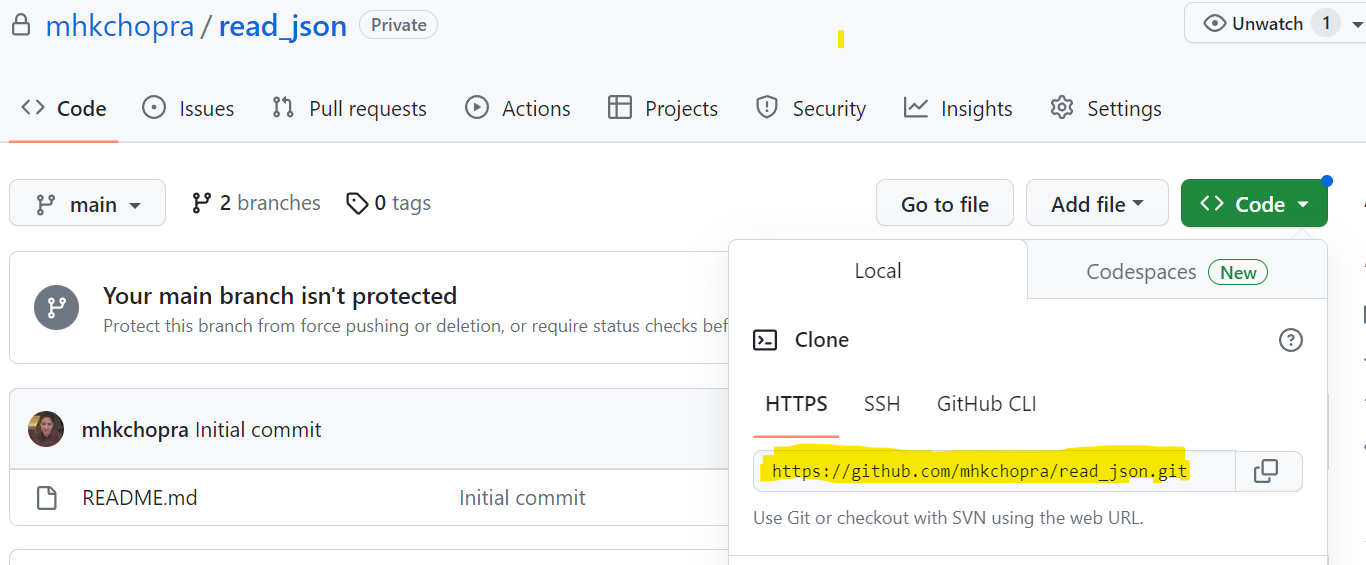 mhkchopra / read_json Private
Unwatch 1
Code Issues Pull requests Actions Projects Security Insights Settings
main 2 branches 0 tags Go to file Add file Code
Local Codespaces New
Your main branch isn't protected
Protect this branch from force pushing or deletion, or require status checks
Clone
HTTPS SSH GitHub CLI
mhkchopra Initial commit
https://github.com/mhkchopra/read_json.git
README.md Initial commit
Use Git or checkout with SVN using the web URL.